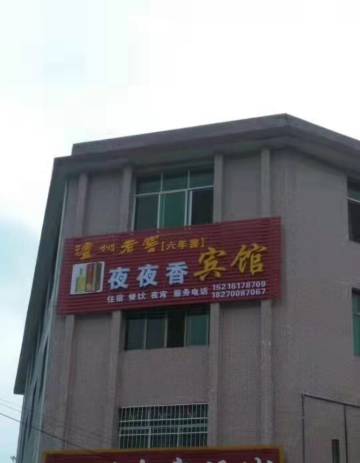 泸州老窖[六年窖]
夜夜香宾馆
住宿 餐饮 夜宵 服务电话 15216178709
18270087067